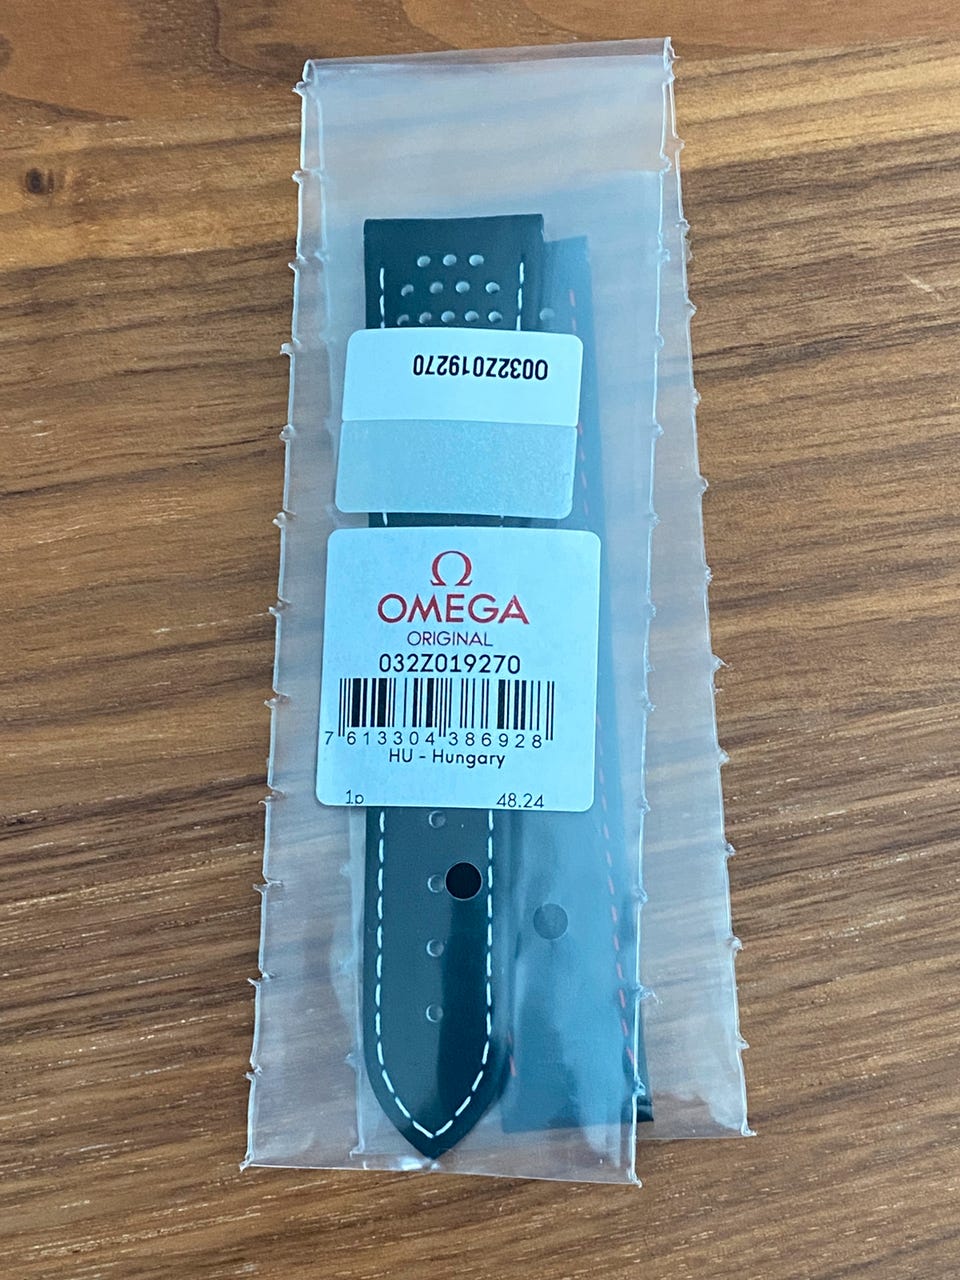 0032Z019270
Ω
OMEGA
ORIGINAL
032Z019270
7 613304 386928
HU - Hungary
1p 48.24